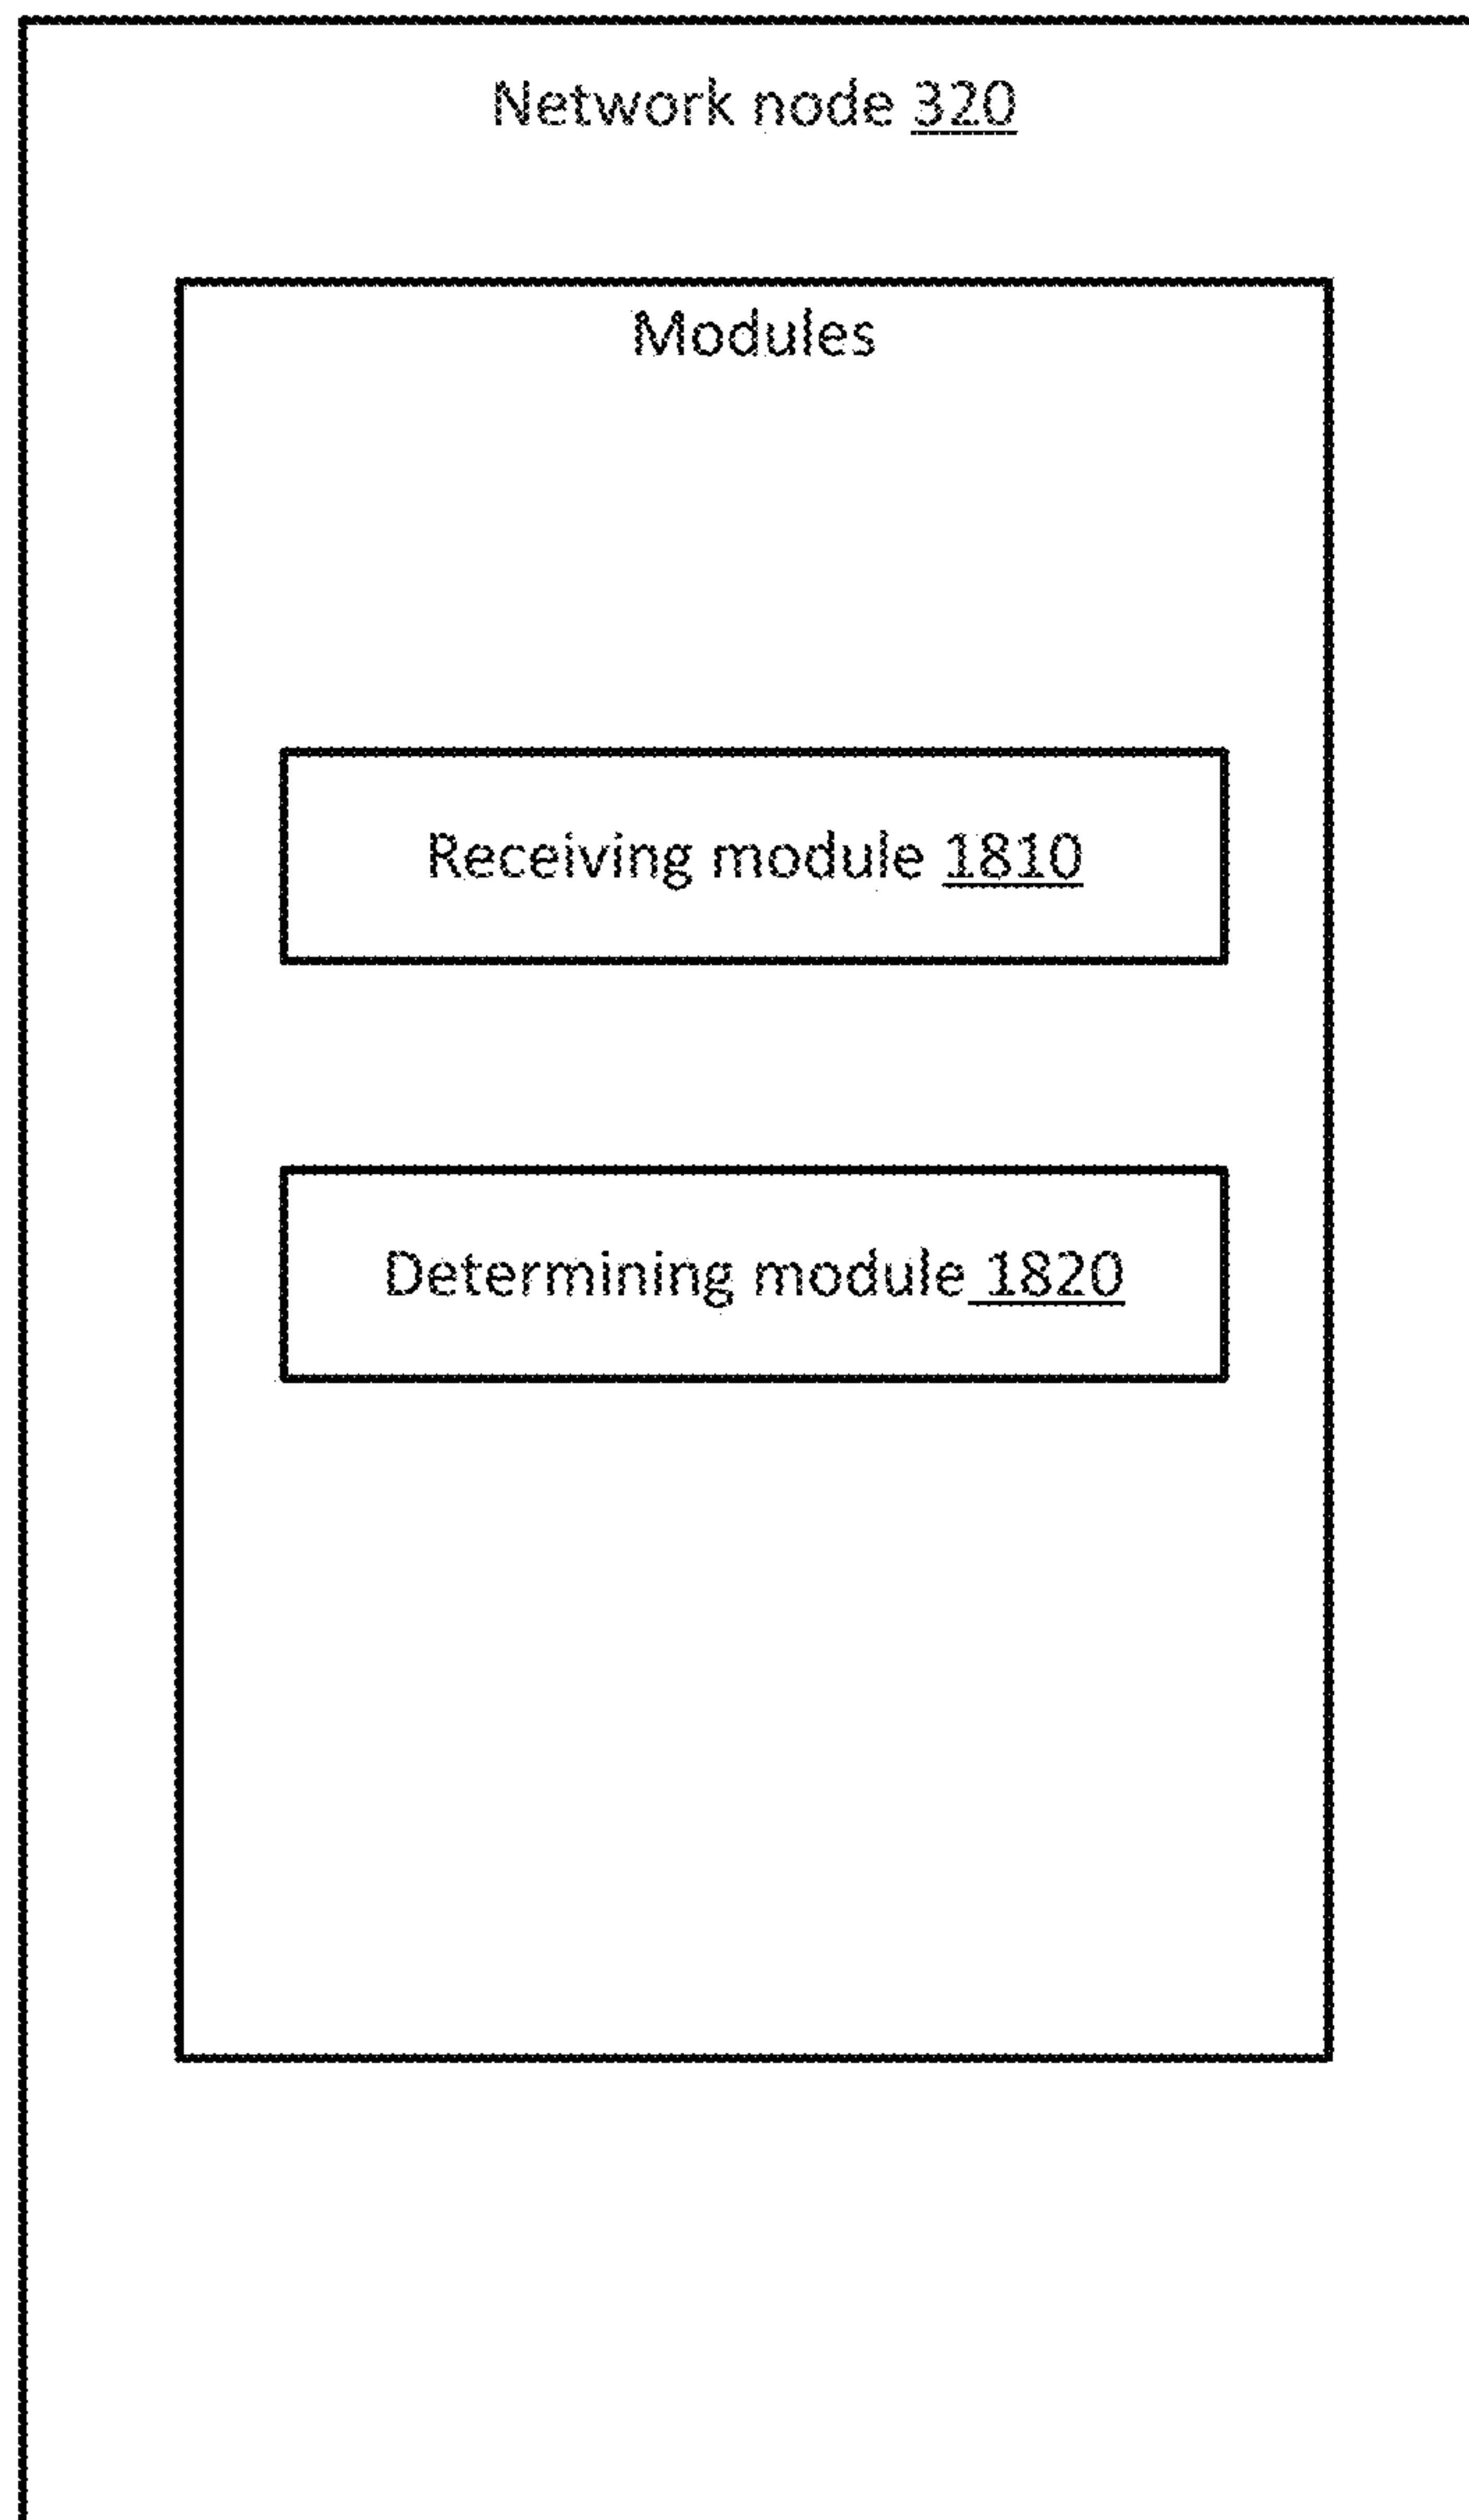 Network node 320
Modules
Receiving module 1810
Determining module 1820